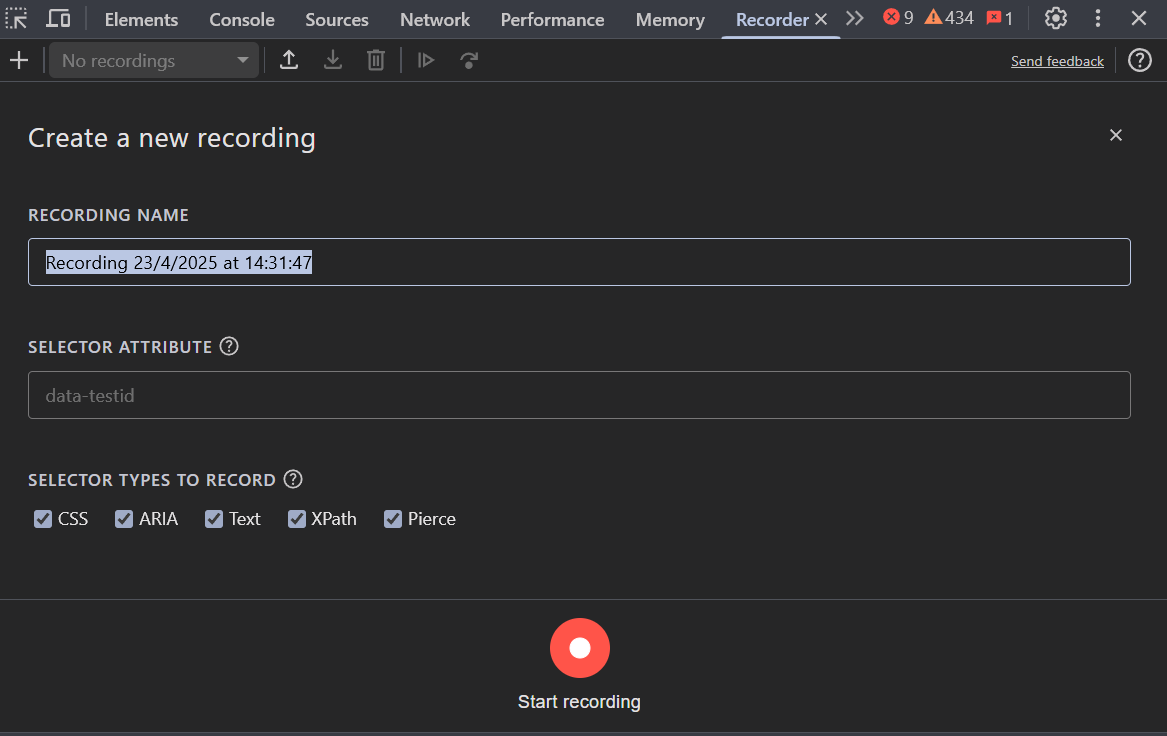 Elements Console Sources Network Performance Memory Recorder 9 434 1
No recordings Send feedback
Create a new recording
RECORDING NAME
Recording 23/4/2025 at 14:31:47
SELECTOR ATTRIBUTE
data-testid
SELECTOR TYPES TO RECORD
CSS ARIA Text XPath Pierce
Start recording